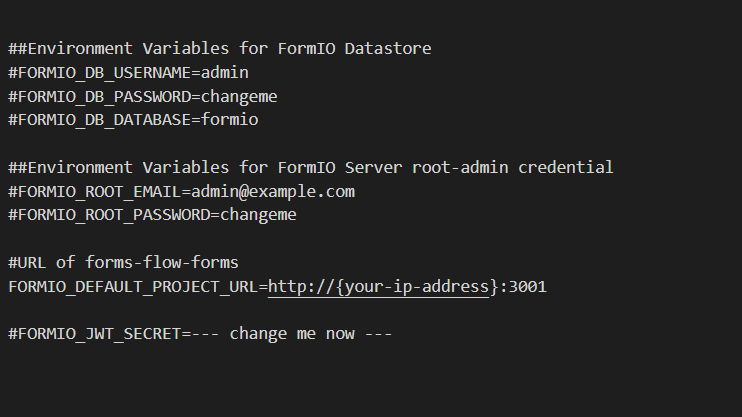 ##Environment Variables for FormIO Datastore
#FORMIO_DB_USERNAME=admin
#FORMIO_DB_PASSWORD=changeme
#FORMIO_DB_DATABASE=formio
##Environment Variables for FormIO Server root-admin credential
#FORMIO_ROOT_EMAIL=admin@example.com
#FORMIO_ROOT_PASSWORD=changeme
#URL of forms-flow-forms
FORMIO_DEFAULT_PROJECT_URL=http://{your-ip-address}:3001
#FORMIO_JWT_SECRET=--- change me now ---